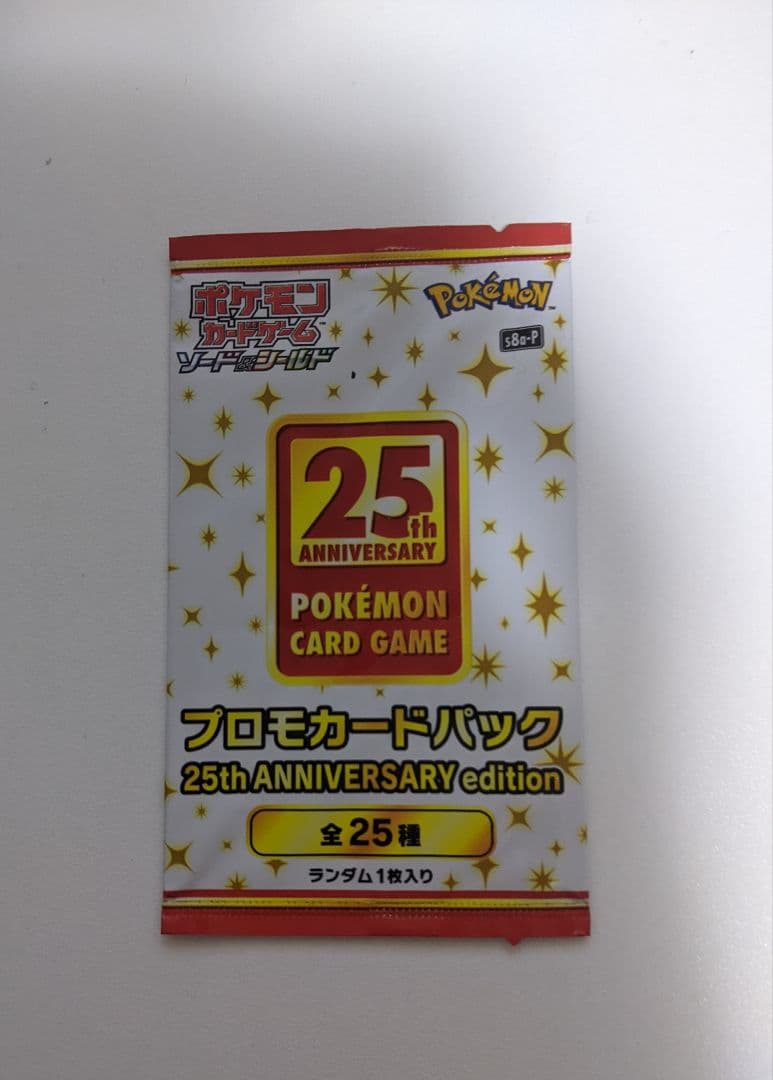 ポケモン
カードゲーム
ソード&シールド
POKéMON
s8a-P
25th
ANNIVERSARY
POKÉMON
CARD GAME
プロモカードパック
25th ANNIVERSARY edition
全25種
ランダム1枚入り